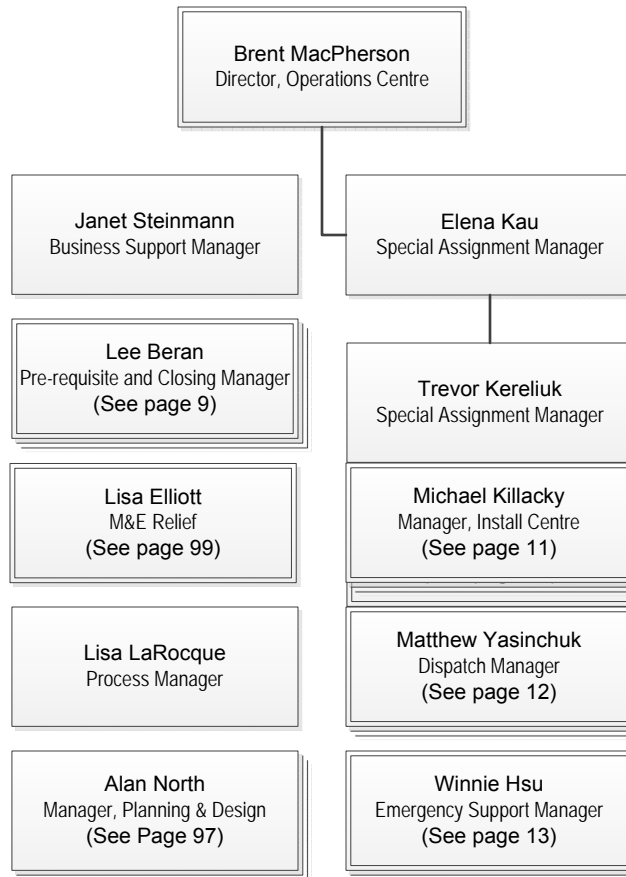 Brent MacPherson
Director, Operations Centre
Janet Steinmann
Business Support Manager
Elena Kau
Special Assignment Manager
Lee Beran
Pre-requisite and Closing Manager
(See page 9)
Trevor Kereliuk
Special Assignment Manager
Lisa Elliott
M&E Relief
(See page 99)
Michael Killacky
Manager, Install Centre
(See page 11)
Lisa LaRocque
Process Manager
Matthew Yasinchuk
Dispatch Manager
(See page 12)
Alan North
Manager, Planning & Design
(See Page 97)
Winnie Hsu
Emergency Support Manager
(See page 13)